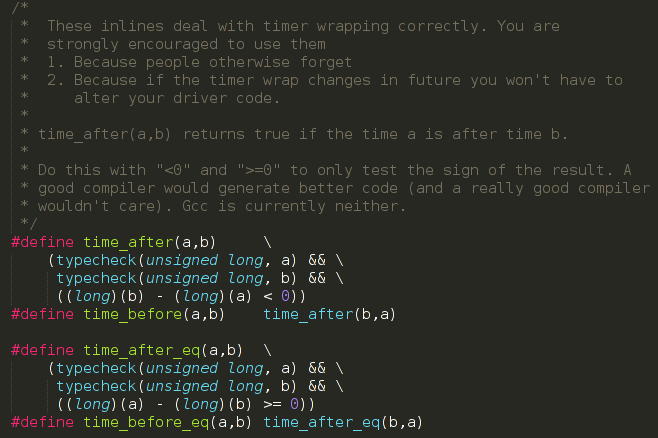 /*
 *  These inlines deal with timer wrapping correctly. You are
 *  strongly encouraged to use them
 *  1. Because people otherwise forget
 *  2. Because if the timer wrap changes in future you won't have to
 *     alter your driver code.
 *
 * time_after(a,b) returns true if the time a is after time b.
 *
 * Do this with "<0" and ">=0" to only test the sign of the result. A
 * good compiler would generate better code (and a really good compiler
 * wouldn't care). Gcc is currently neither.
 */
#define time_after(a,b)     \
    (typecheck(unsigned long, a) && \
     typecheck(unsigned long, b) && \
     ((long)(b) - (long)(a) < 0))
#define time_before(a,b)    time_after(b,a)

#define time_after_eq(a,b)  \
    (typecheck(unsigned long, a) && \
     typecheck(unsigned long, b) && \
     ((long)(a) - (long)(b) >= 0))
#define time_before_eq(a,b) time_after_eq(b,a)